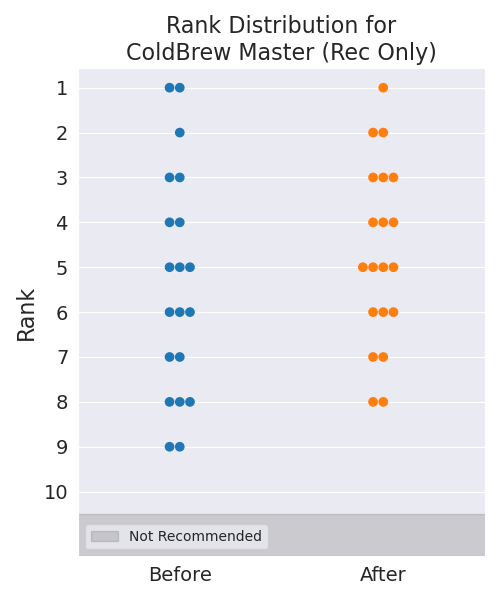 Rank Distribution for
ColdBrew Master (Rec Only)
Rank
1
2
3
4
5
6
7
8
9
10
Not Recommended
Before
After